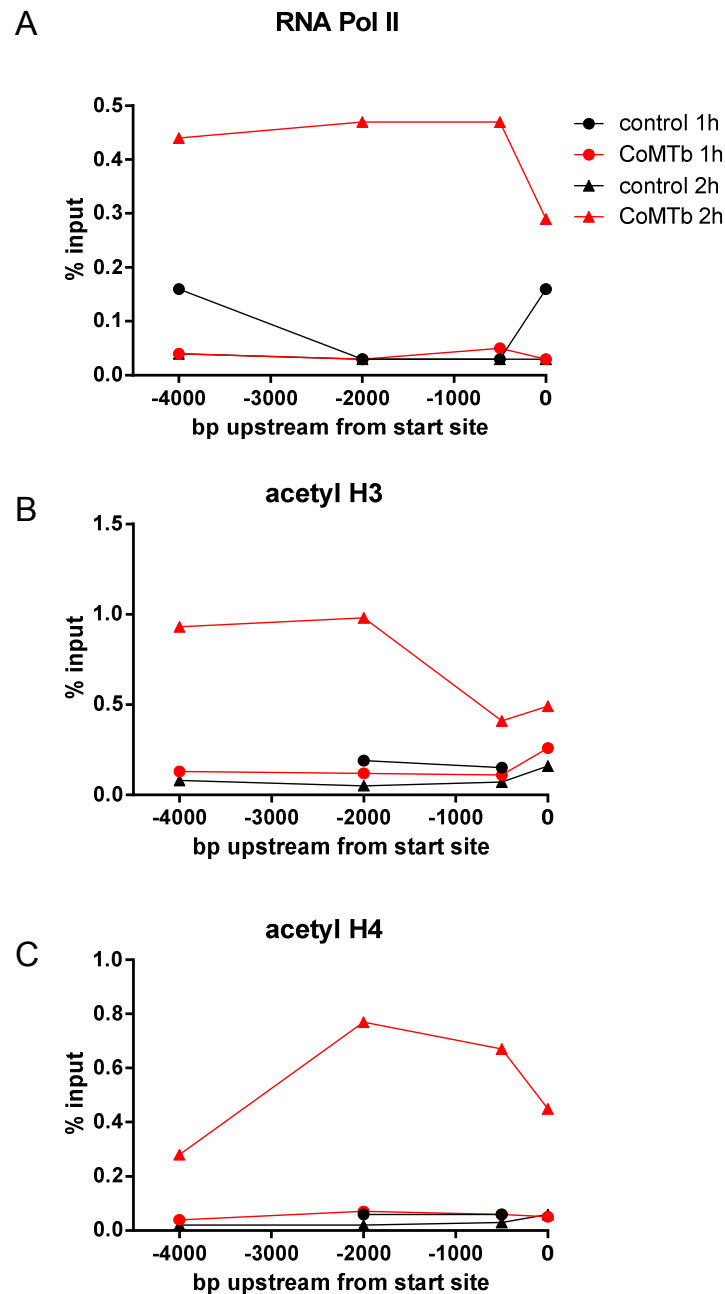 A
RNA Pol II
0.5
0.4
0.3
0.2
0.1
0.0
% input
-4000 -3000 -2000 -1000 0
bp upstream from start site
control 1h
CoMTb 1h
control 2h
CoMTb 2h
B
acetyl H3
1.5
1.0
0.5
0.0
% input
-4000 -3000 -2000 -1000 0
bp upstream from start site
C
acetyl H4
1.0
0.8
0.6
0.4
0.2
0.0
% input
-4000 -3000 -2000 -1000 0
bp upstream from start site